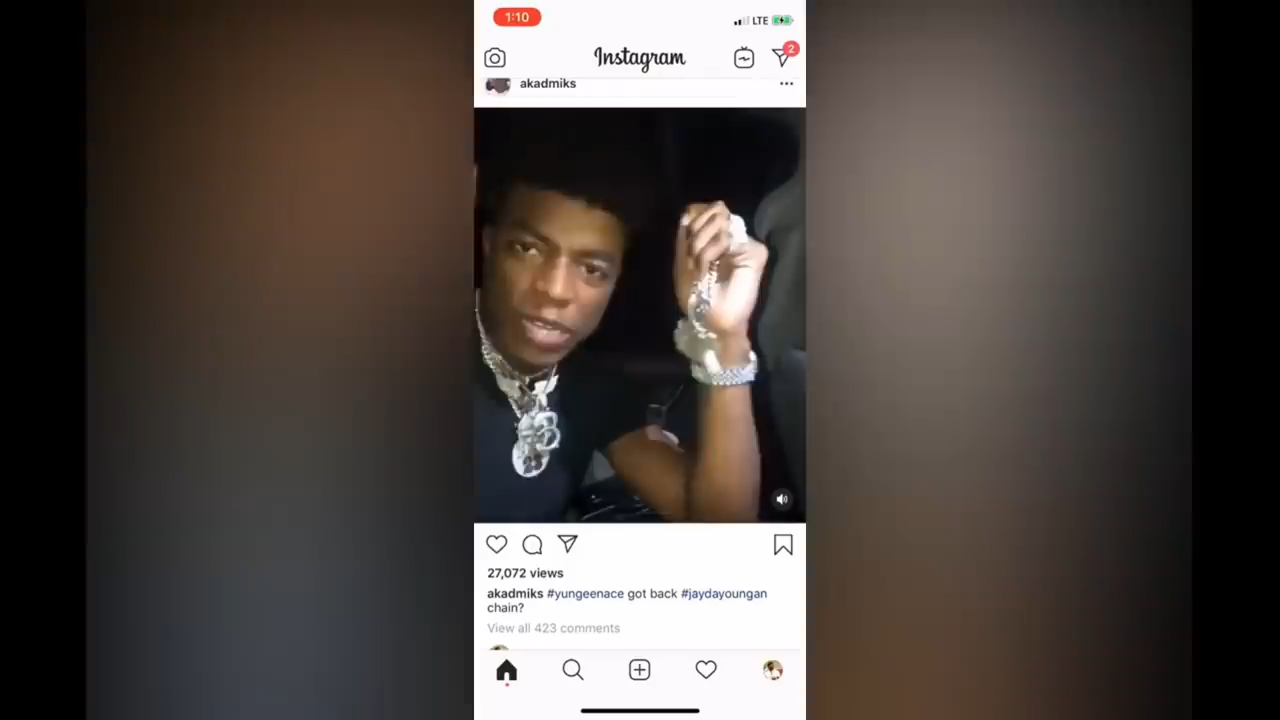 1:10
LTE
Instagram
2
akadmiks
27,072 views
akadmiks #yungeenace got back #jaydayoungan
chain?
View all 423 comments